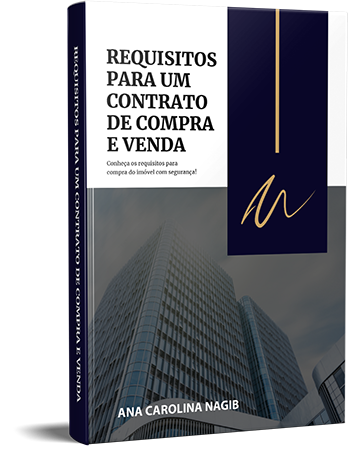 REQUISITOS
PARA UM
CONTRATO
DE COMPRA
E VENDA
Conheça os requisitos para
compra do imóvel com segurança!
ANA CAROLINA NAGIB
REQUISITOS PARA UM CONTRATO DE COMPRA E VENDA